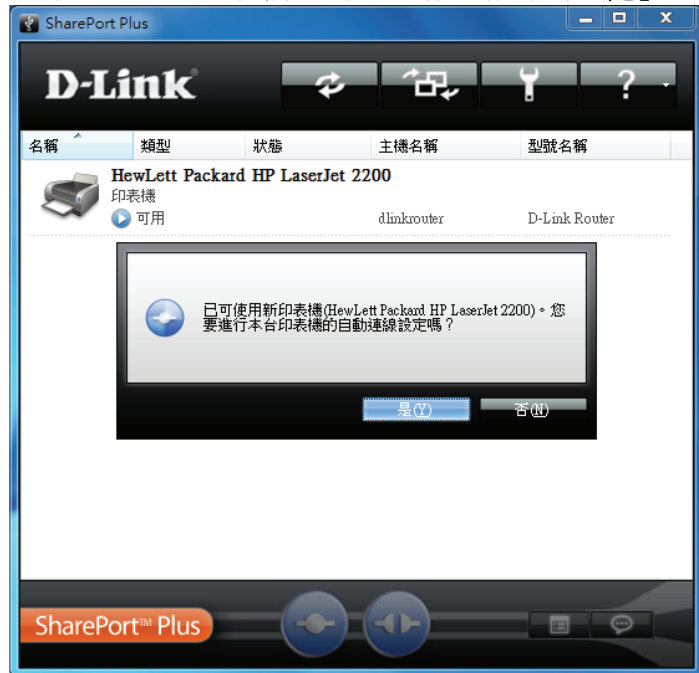 SharePort Plus
D-Link
?
名稱 類型 狀態 主機名稱 型號名稱
HewLett Packard HP LaserJet 2200
印表機
可用 dlinkrouter D-Link Router
已可使用新印表機(HewLett Packard HP LaserJet 2200)。您
要進行本台印表機的自動連線設定嗎？
是(Y) 否(N)
SharePort™ Plus